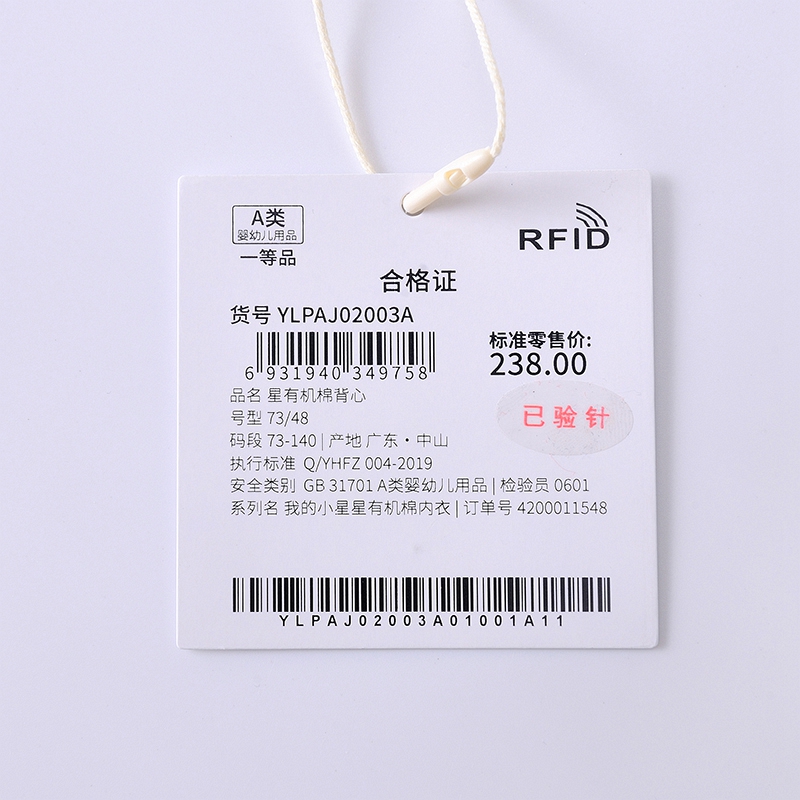 A类
婴幼儿用品
一等品
RFID
合格证
货号 YLPAJ02003A
6 931940 349758
标准零售价:
238.00
品名 星有机棉背心
号型 73/48
已验针
码段 73-140 | 产地 广东·中山
执行标准 Q/YHFZ 004-2019
安全类别 GB 31701 A类婴幼儿用品 | 检验员 0601
系列名 我的小星星有机棉内衣 | 订单号 4200011548
YLPAJ02003A01001A11